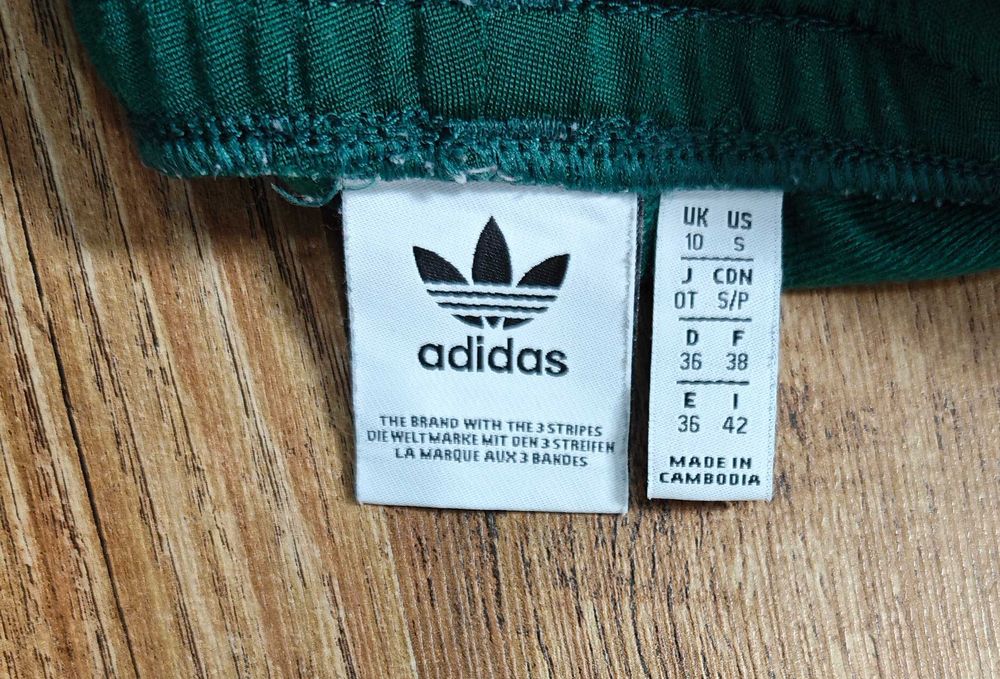 adidas
THE BRAND WITH THE 3 STRIPES
DIE WELTMARKE MIT DEN 3 STREIFEN
LA MARQUE AUX 3 BANDES
UK US
10 S
J CDN
OT S/P
D F
36 38
E I
36 42
MADE IN
CAMBODIA